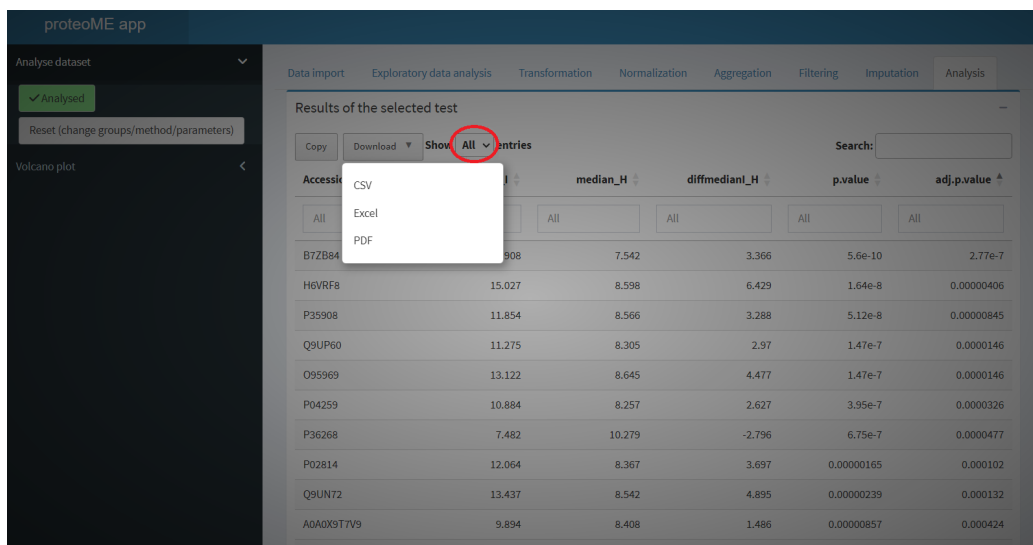 proteoME app
Analyse dataset
Data import Exploratory data analysis Transformation Normalization Aggregation Filtering Imputation Analysis
✓Analysed
Results of the selected test
Reset (change groups/method/parameters)
Copy Download ▼ Show All entries Search:
Volcano plot
CSV
Excel
PDF
median_H diffmedianI_H p.value adj.p.value
All All All All All
B7ZB84 908 7.542 3.366 5.6e-10 2.77e-7
H6VRF8 15.027 8.598 6.429 1.64e-8 0.00000406
P35908 11.854 8.566 3.288 5.12e-8 0.00000845
Q9UP60 11.275 8.305 2.97 1.47e-7 0.0000146
O95969 13.122 8.645 4.477 1.47e-7 0.0000146
P04259 10.884 8.257 2.627 3.95e-7 0.0000326
P36268 7.482 10.279 -2.796 6.75e-7 0.0000477
P02814 12.064 8.367 3.697 0.00000165 0.000102
Q9UN72 13.437 8.542 4.895 0.00000239 0.000132
A0A0X9T7V9 9.894 8.408 1.486 0.00000857 0.000424